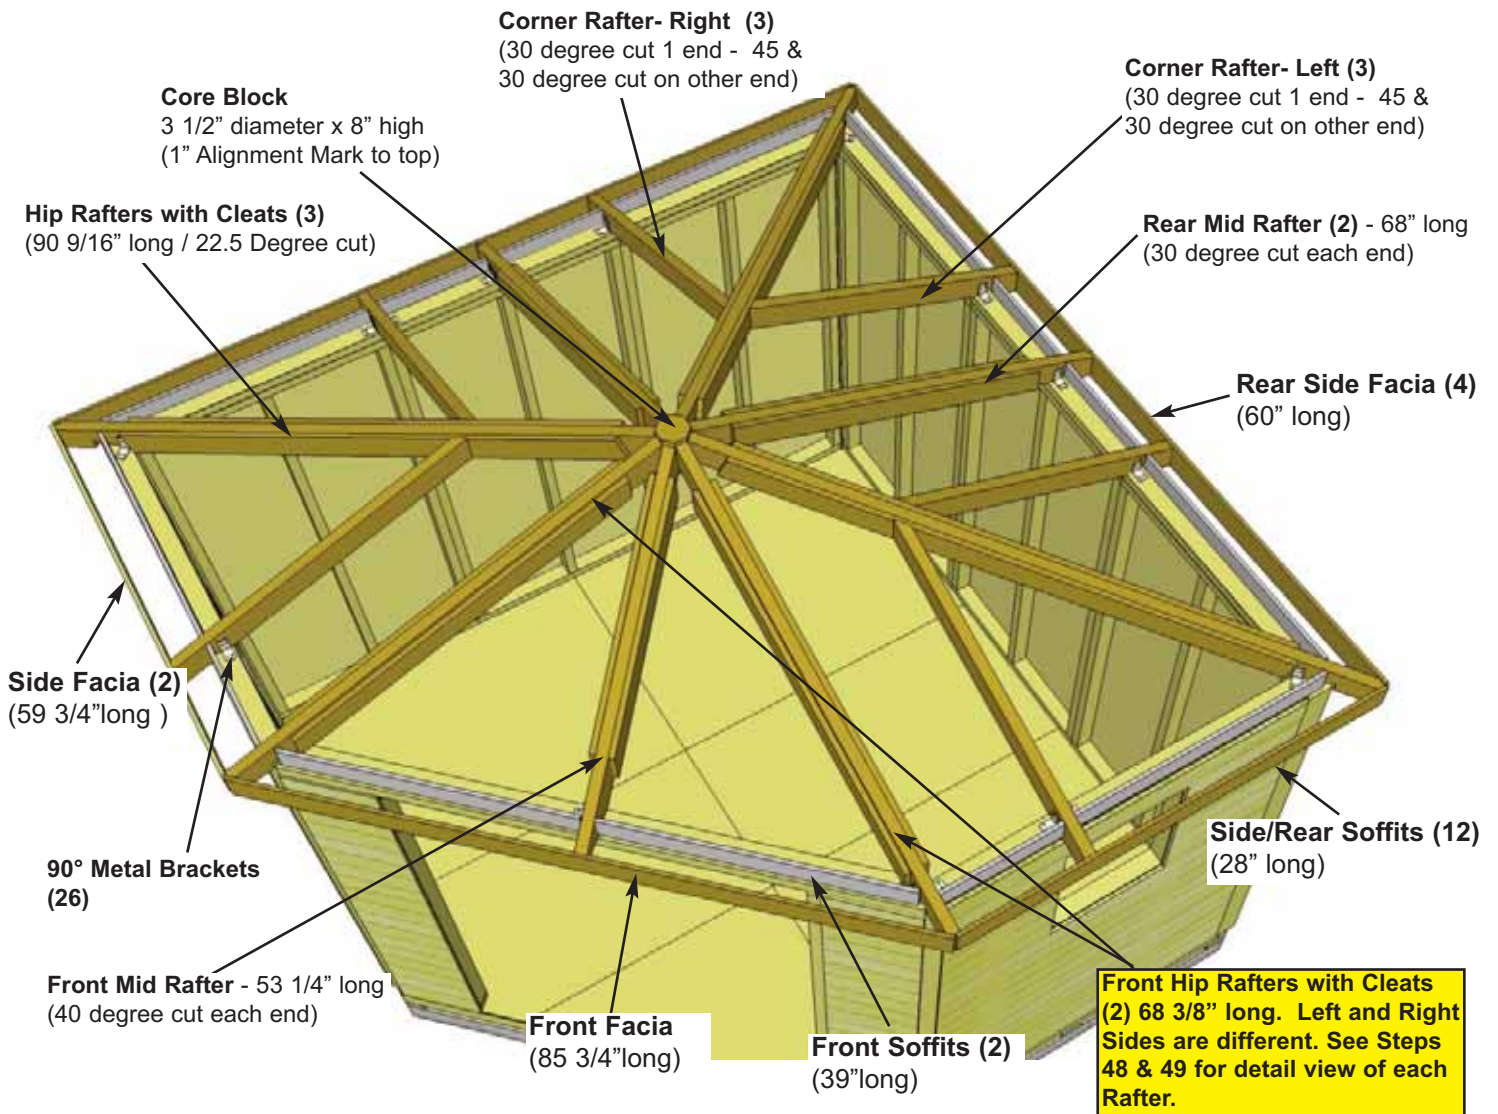 Corner Rafter- Right (3)
(30 degree cut 1 end - 45 &
30 degree cut on other end)
Corner Rafter- Left (3)
(30 degree cut 1 end - 45 &
30 degree cut on other end)
Core Block
3 1/2” diameter x 8” high
(1” Alignment Mark to top)
Hip Rafters with Cleats (3)
(90 9/16” long / 22.5 Degree cut)
Rear Mid Rafter (2) - 68” long
(30 degree cut each end)
Rear Side Facia (4)
(60” long)
Side Facia (2)
(59 3/4”long )
Side/Rear Soffits (12)
(28” long)
90° Metal Brackets
(26)
Front Mid Rafter - 53 1/4” long
(40 degree cut each end)
Front Facia
(85 3/4”long)
Front Soffits (2)
(39”long)
Front Hip Rafters with Cleats
(2) 68 3/8” long. Left and Right
Sides are different. See Steps
48 & 49 for detail view of each
Rafter.